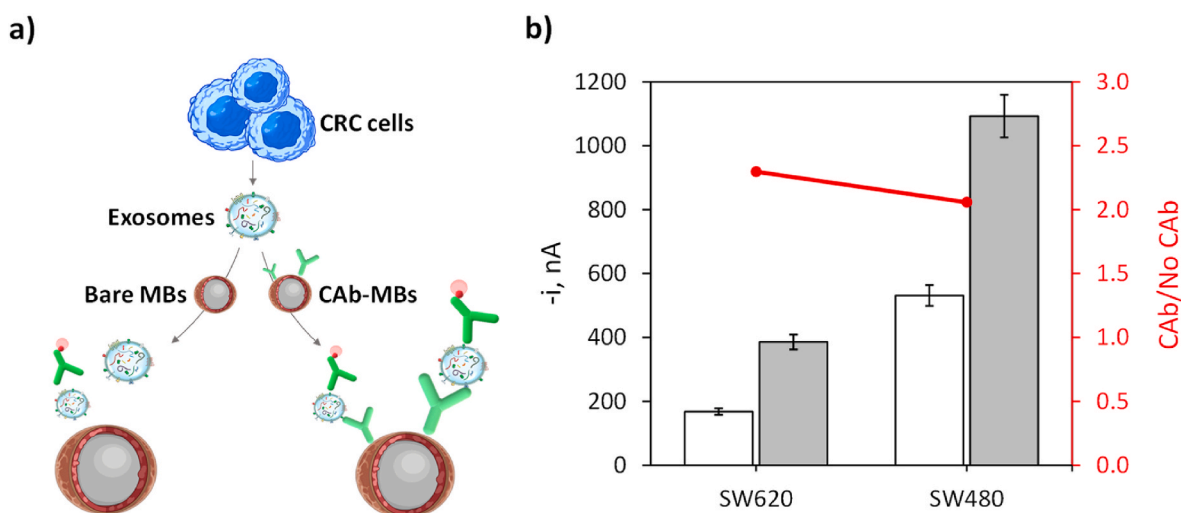 a)
CRC cells
Exosomes
Bare MBs
CAb-MBs
b)
1200
1000
800
600
400
200
0
-i, nA
3.0
2.5
2.0
1.5
1.0
0.5
0.0
CAb/No CAb
SW620
SW480